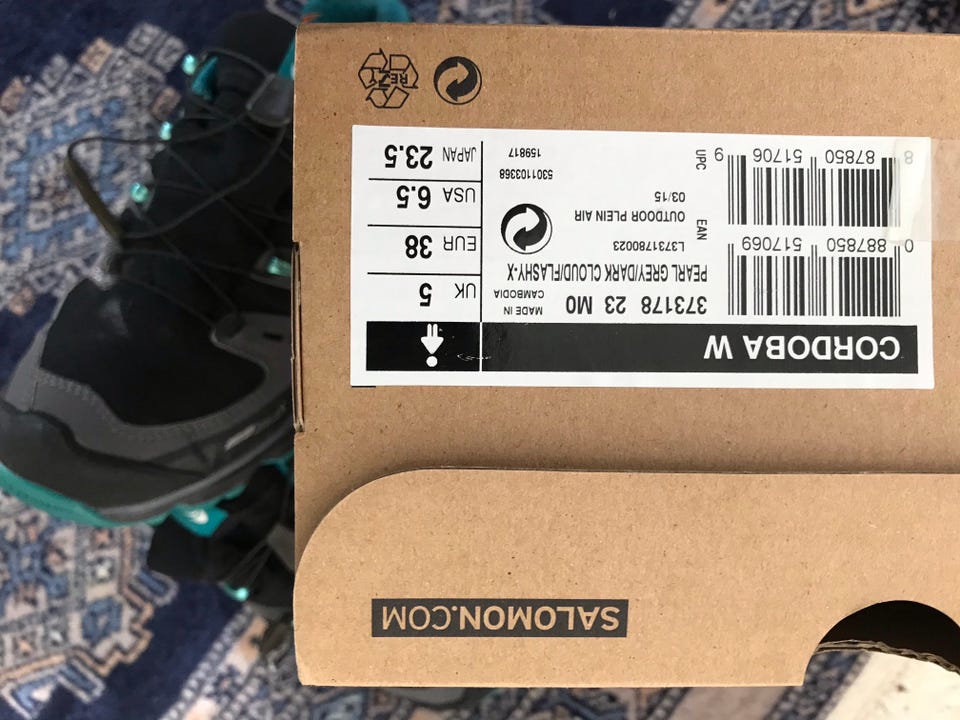 CORDOBA W
373178 23 M0
MADE IN
CAMBODIA
PEARL GREY/DARK CLOUD/FLASHY-X
L3731780023
OUTDOOR PLEIN AIR
03/15
5301103368
159817
UK 5
EUR 38
USA 6.5
JAPAN 23.5
EAN
0 887850 517069
UPC
8 87850 51706 9
RESY
SALOMON.COM